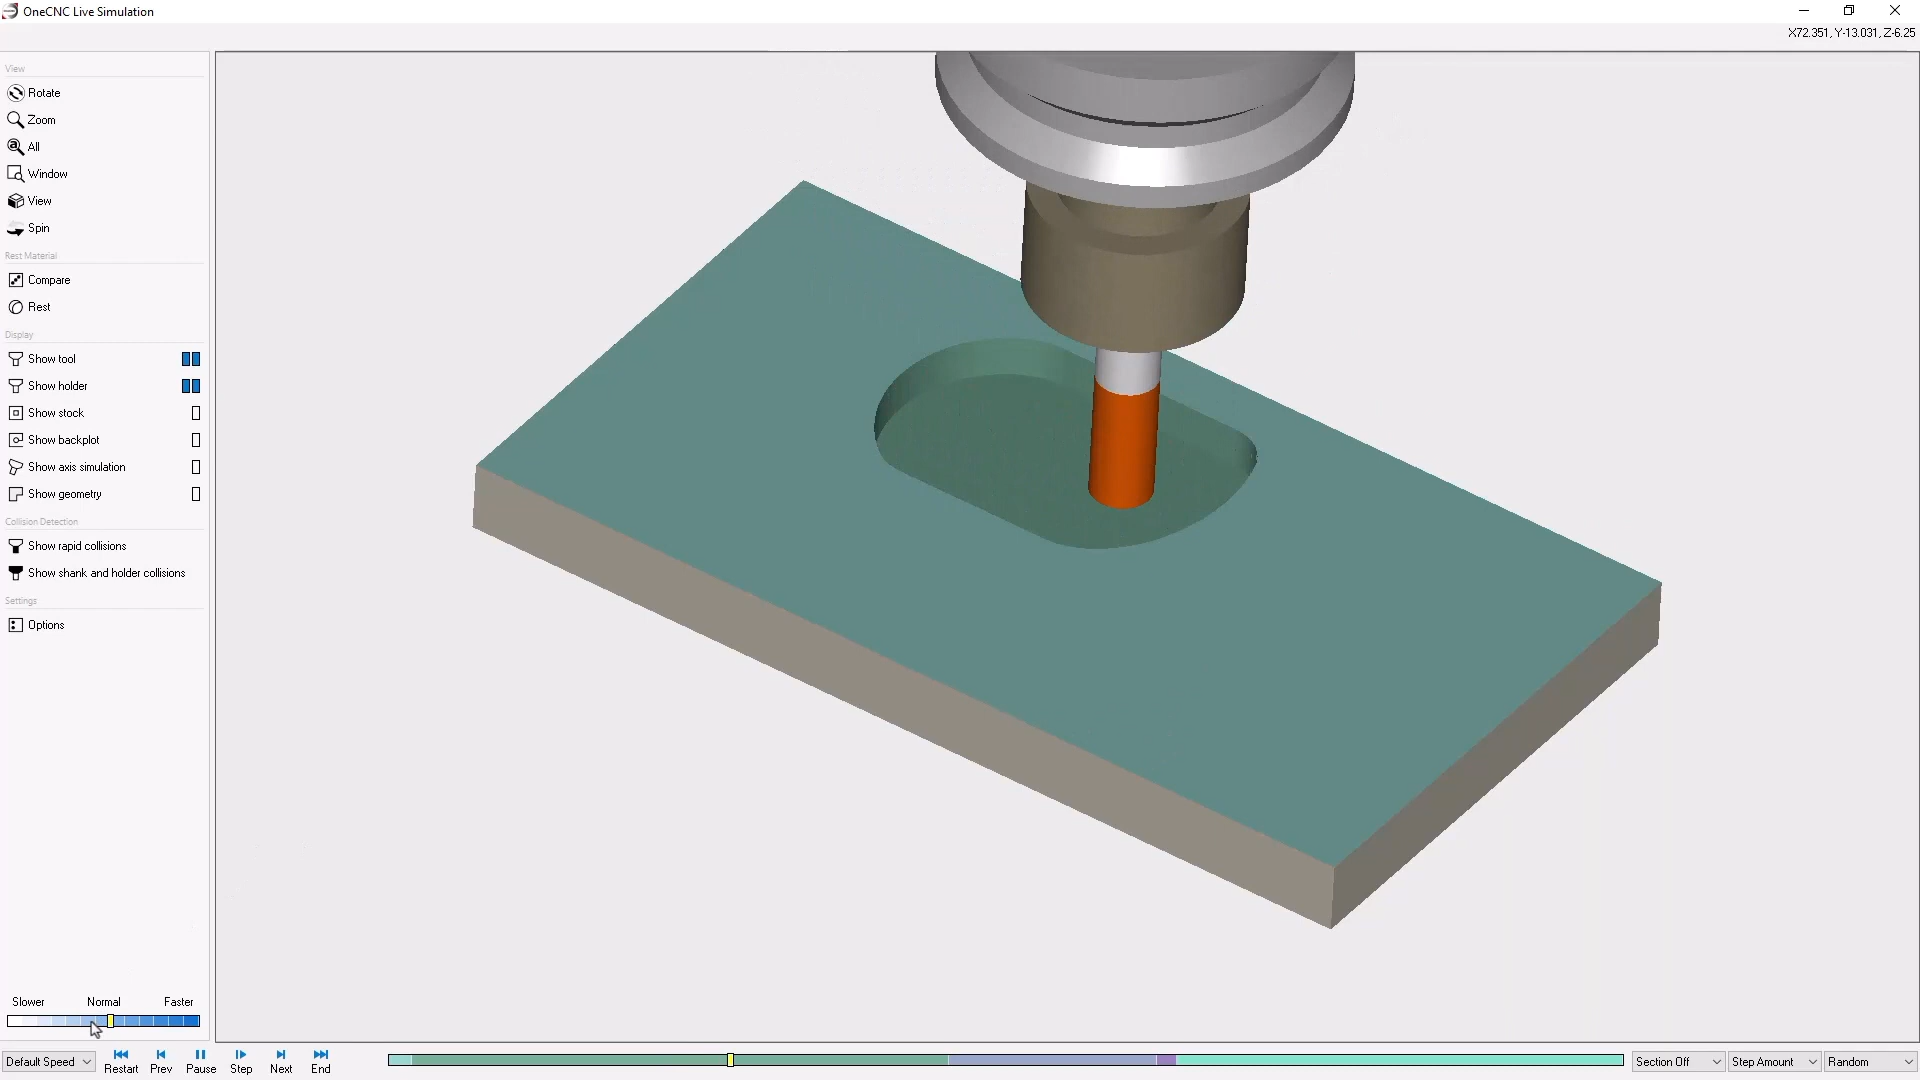 OneCNC Live Simulation
X72.351, Y-13.031, Z-6.25
View
Rotate
Zoom
All
Window
View
Spin
Rest Material
Compare
Rest
Display
Show tool
Show holder
Show stock
Show backplot
Show axis simulation
Show geometry
Collision Detection
Show rapid collisions
Show shank and holder collisions
Settings
Options
Slower Normal Faster
Default Speed Restart Prev Pause Step Next End Section Off Step Amount Random